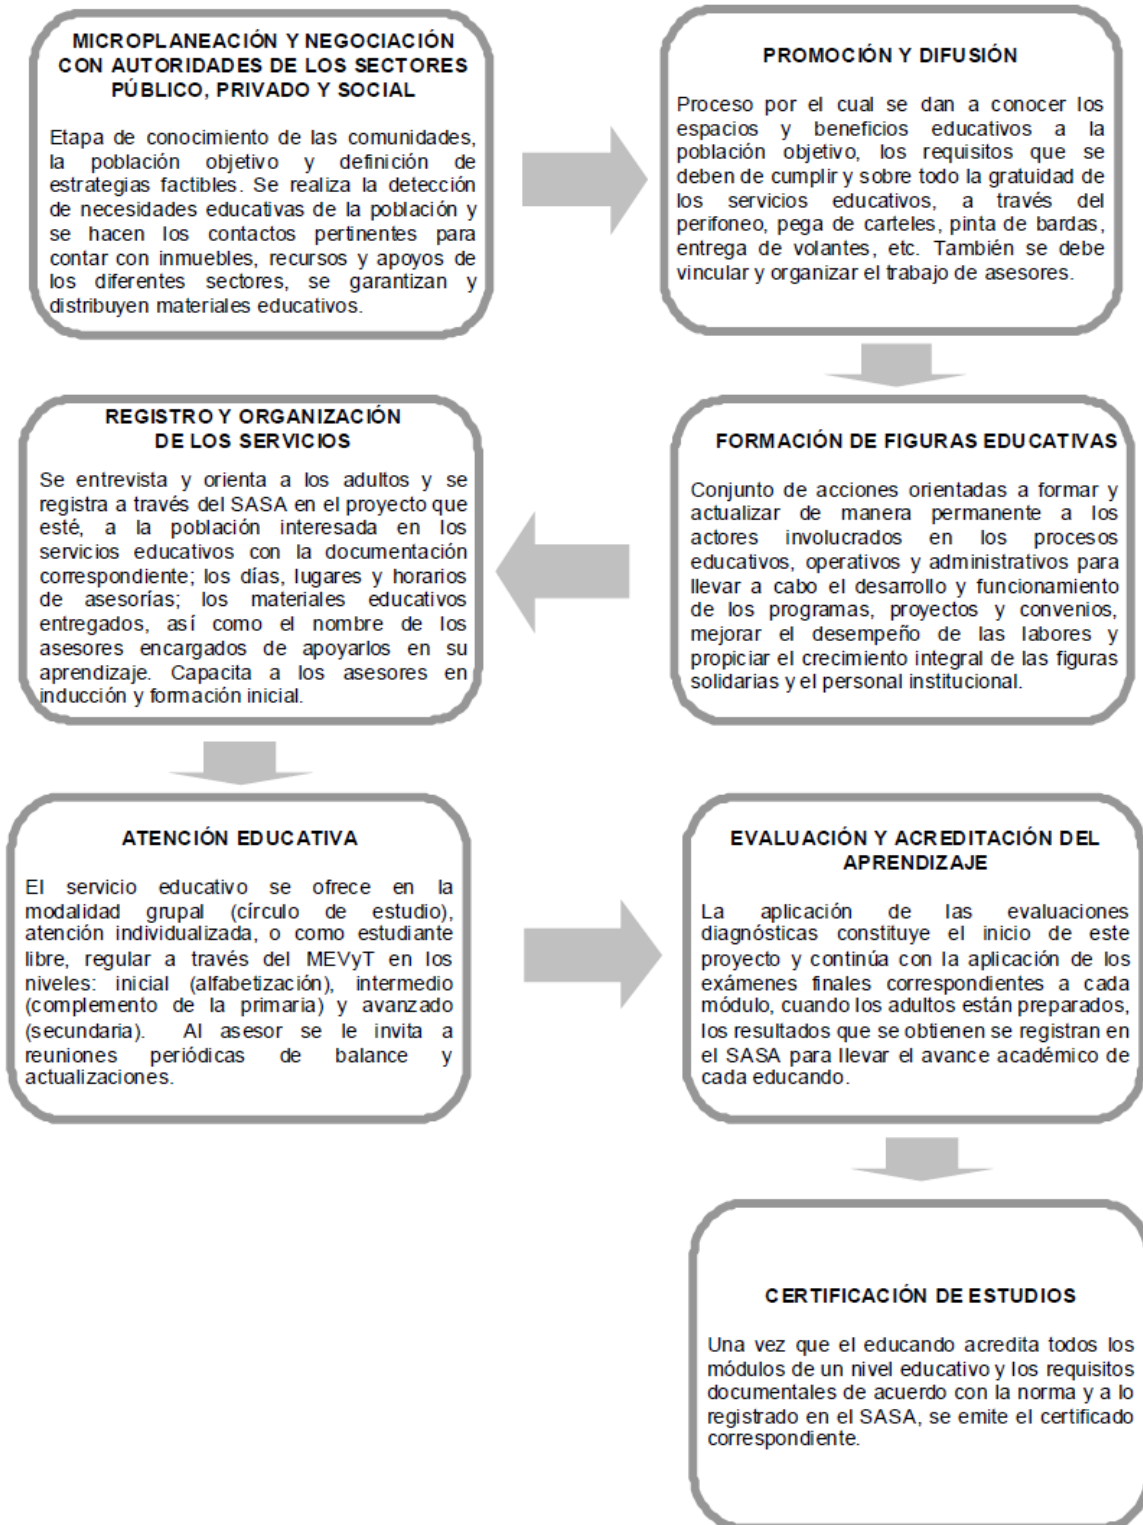 MICROPLANEACIÓN Y NEGOCIACIÓN
CON AUTORIDADES DE LOS SECTORES
PÚBLICO, PRIVADO Y SOCIAL
Etapa de conocimiento de las comunidades,
la población objetivo y definición de
estrategias factibles. Se realiza la detección
de necesidades educativas de la población y
se hacen los contactos pertinentes para
contar con inmuebles, recursos y apoyos de
los diferentes sectores, se garantizan y
distribuyen materiales educativos.
PROMOCIÓN Y DIFUSIÓN
Proceso por el cual se dan a conocer los
espacios y beneficios educativos a la
población objetivo, los requisitos que se
deben de cumplir y sobre todo la gratuidad de
los servicios educativos, a través del
perifoneo, pega de carteles, pinta de bardas,
entrega de volantes, etc. También se debe
vincular y organizar el trabajo de asesores.
FORMACIÓN DE FIGURAS EDUCATIVAS
Conjunto de acciones orientadas a formar y
actualizar de manera permanente a los
actores involucrados en los procesos
educativos, operativos y administrativos para
llevar a cabo el desarrollo y funcionamiento
de los programas, proyectos y convenios,
mejorar el desempeño de las labores y
propiciar el crecimiento integral de las figuras
solidarias y el personal institucional.
REGISTRO Y ORGANIZACIÓN
DE LOS SERVICIOS
Se entrevista y orienta a los adultos y se
registra a través del SASA en el proyecto que
esté, a la población interesada en los
servicios educativos con la documentación
correspondiente; los días, lugares y horarios
de asesorías; los materiales educativos
entregados, así como el nombre de los
asesores encargados de apoyarlos en su
aprendizaje. Capacita a los asesores en
inducción y formación inicial.
ATENCIÓN EDUCATIVA
El servicio educativo se ofrece en la
modalidad grupal (círculo de estudio),
atención individualizada, o como estudiante
libre, regular a través del MEVyT en los
niveles: inicial (alfabetización), intermedio
(complemento de la primaria) y avanzado
(secundaria). Al asesor se le invita a
reuniones periódicas de balance y
actualizaciones.
EVALUACIÓN Y ACREDITACIÓN DEL
APRENDIZAJE
La aplicación de las evaluaciones
diagnósticas constituye el inicio de este
proyecto y continúa con la aplicación de los
exámenes finales correspondientes a cada
módulo, cuando los adultos están preparados,
los resultados que se obtienen se registran en
el SASA para llevar el avance académico de
cada educando.
CERTIFICACIÓN DE ESTUDIOS
Una vez que el educando acredita todos los
módulos de un nivel educativo y los requisitos
documentales de acuerdo con la norma y a lo
registrado en el SASA, se emite el certificado
correspondiente.